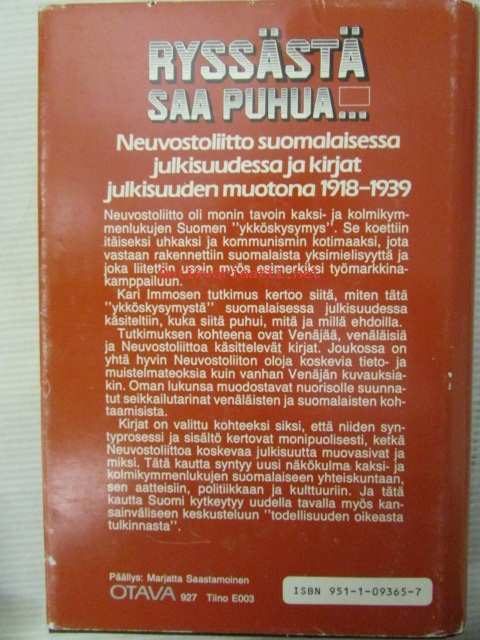 RYSSÄSTÄ
SAA PUHUA...
Neuvostoliitto suomalaisessa
julkisuudessa ja kirjat
julkisuuden muotona 1918–1939
Neuvostoliitto oli monin tavoin kaksi- ja kolmikym-
menlukujen Suomen "ykköskysymys". Se koettiin
itäiseksi uhkaksi ja kommunismin kotimaaksi, jota
vastaan rakennettiin suomalaista yksimielisyyttä ja
joka liitettiin usein myös esimerkiksi työmarkkina-
kamppailuun.
Kari Immosen tutkimus kertoo siitä, miten tätä
"ykköskysymystä" suomalaisessa julkisuudessa
käsiteltiin, kuka siitä puhui, mitä ja millä ehdoilla.
Tutkimuksen kohteena ovat Venäjää, venäläisiä
ja Neuvostoliittoa käsittelevät kirjat. Joukossa on
yhtä hyvin Neuvostoliiton oloja koskevia tieto- ja
muistelmateoksia kuin vanhan Venäjän kuvauksia-
kin. Oman lukunsa muodostavat nuorisolle suunna-
tut seikkailutarinat venäläisten ja suomalaisten koh-
taamisista.
Kirjat on valittu kohteeksi siksi, että niiden syn-
typrosessi ja sisältö kertovat monipuolisesti, ketkä
Neuvostoliittoa koskevaa julkisuutta muovasivat ja
miksi. Tätä kautta syntyy uusi näkökulma kaksi- ja
kolmikymmenlukujen suomalaiseen yhteiskuntaan,
sen aatteisiin, politiikkaan ja kulttuuriin. Ja tätä
kautta Suomi kytkeytyy uudella tavalla myös kan-
sainväliseen keskusteluun "todellisuuden oikeasta
tulkinnasta".
Päällys: Marjatta Saastamoinen
OTAVA 927 Tilno E003
ISBN 951-1-09365-7